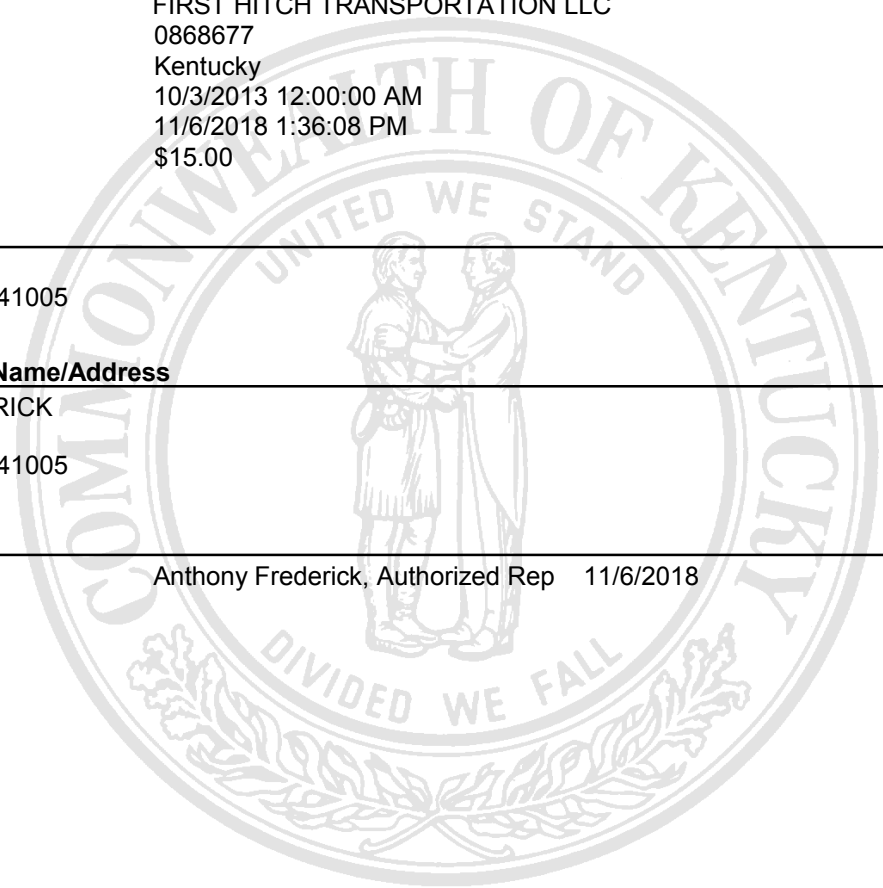 FIRST HITCH TRANSPORTATION LLC
0868677
Kentucky
10/3/2013 12:00:00 AM
11/6/2018 1:36:08 PM
$15.00
41005
Name/Address
RICK
41005
Anthony Frederick, Authorized Rep 11/6/2018
COMMONWEALTH OF KENTUCKY
UNITED WE STAND
DIVIDED WE FALL